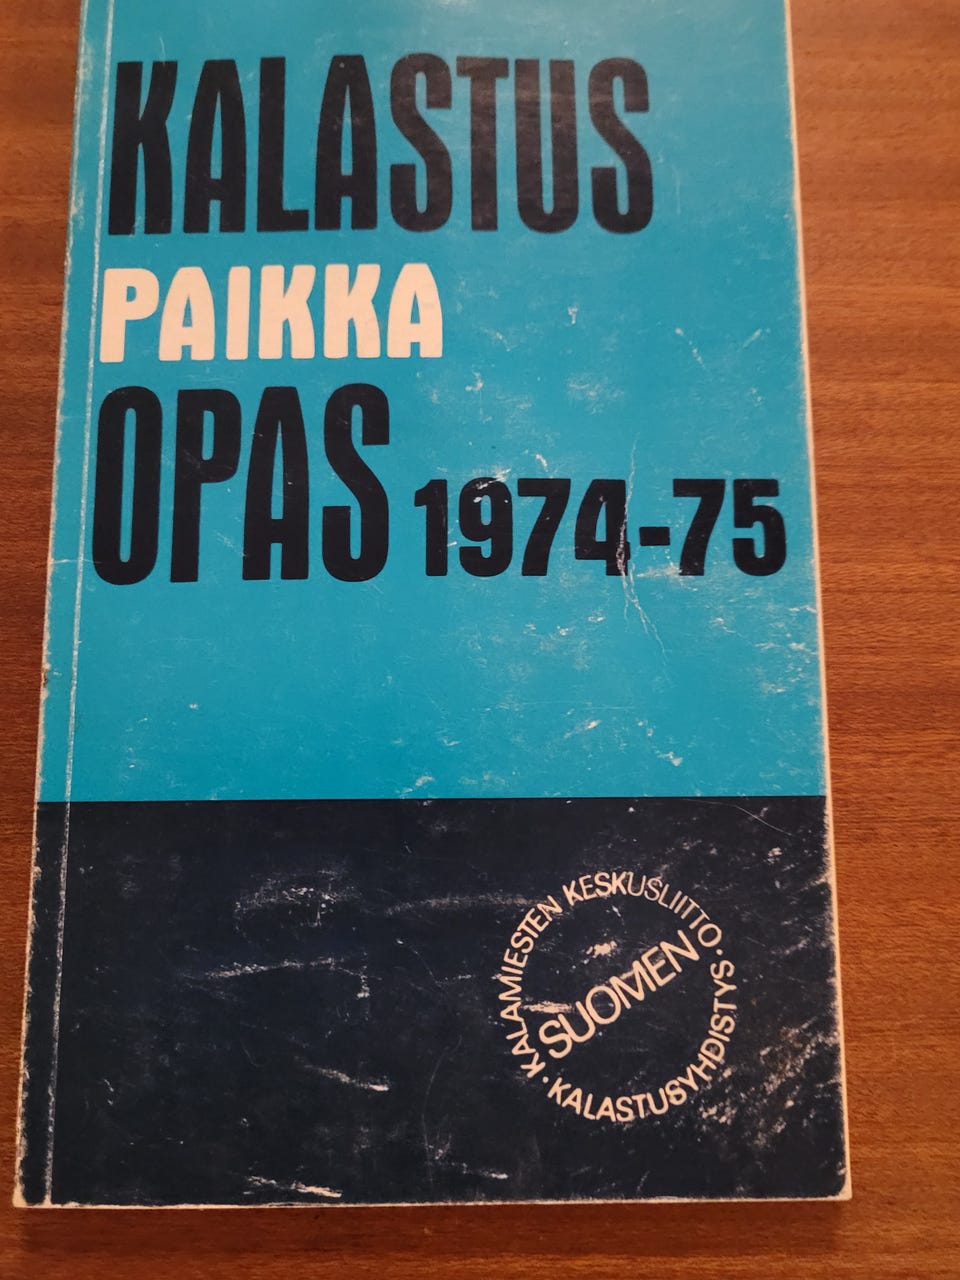 KALASTUS
PAIKKA
OPAS 1974-75
KALAMIESTEN KESKUSLIITTO ·
SUOMEN
· KALASTUSYHDISTYS ·